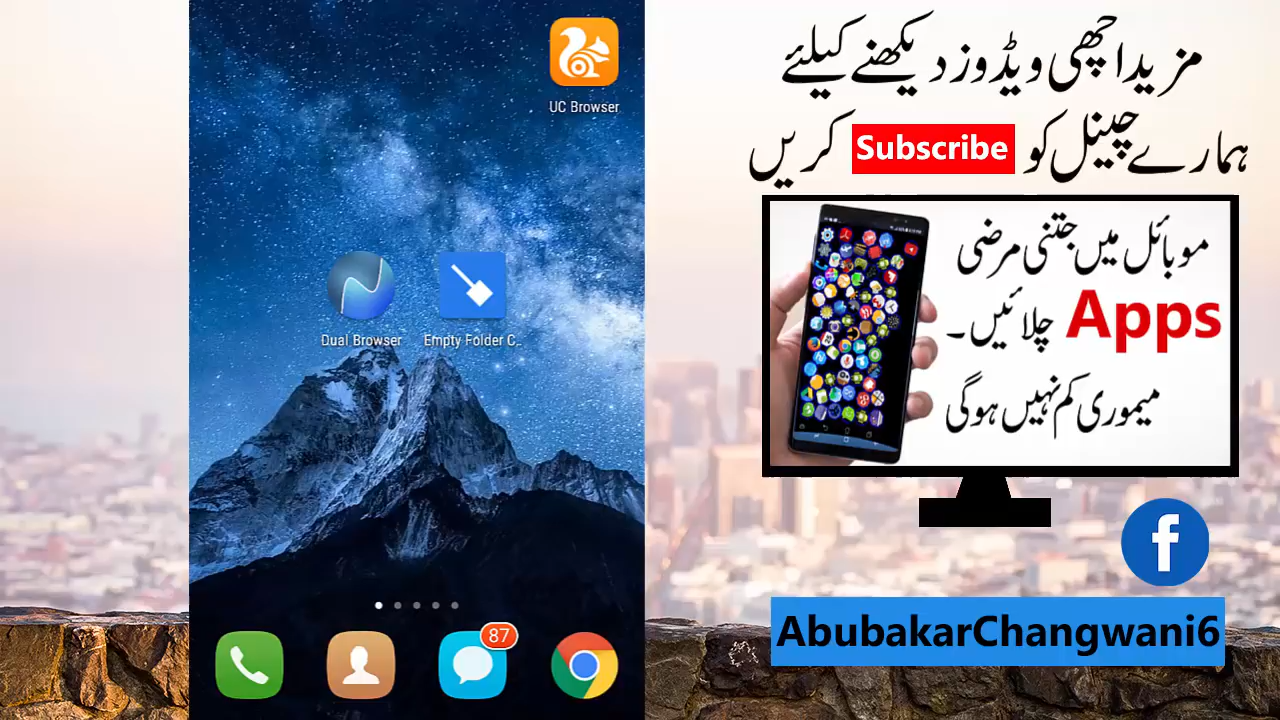 UC Browser
Dual Browser
Empty Folder C..
87
مزید اچھی ویڈوز دیکھنے کیلئے
ہمارے چینل کو Subscribe کریں
موبائل میں جتنی مرضی
Apps چلائیں۔
میموری کم نہیں ہوگی
f
AbubakarChangwani6